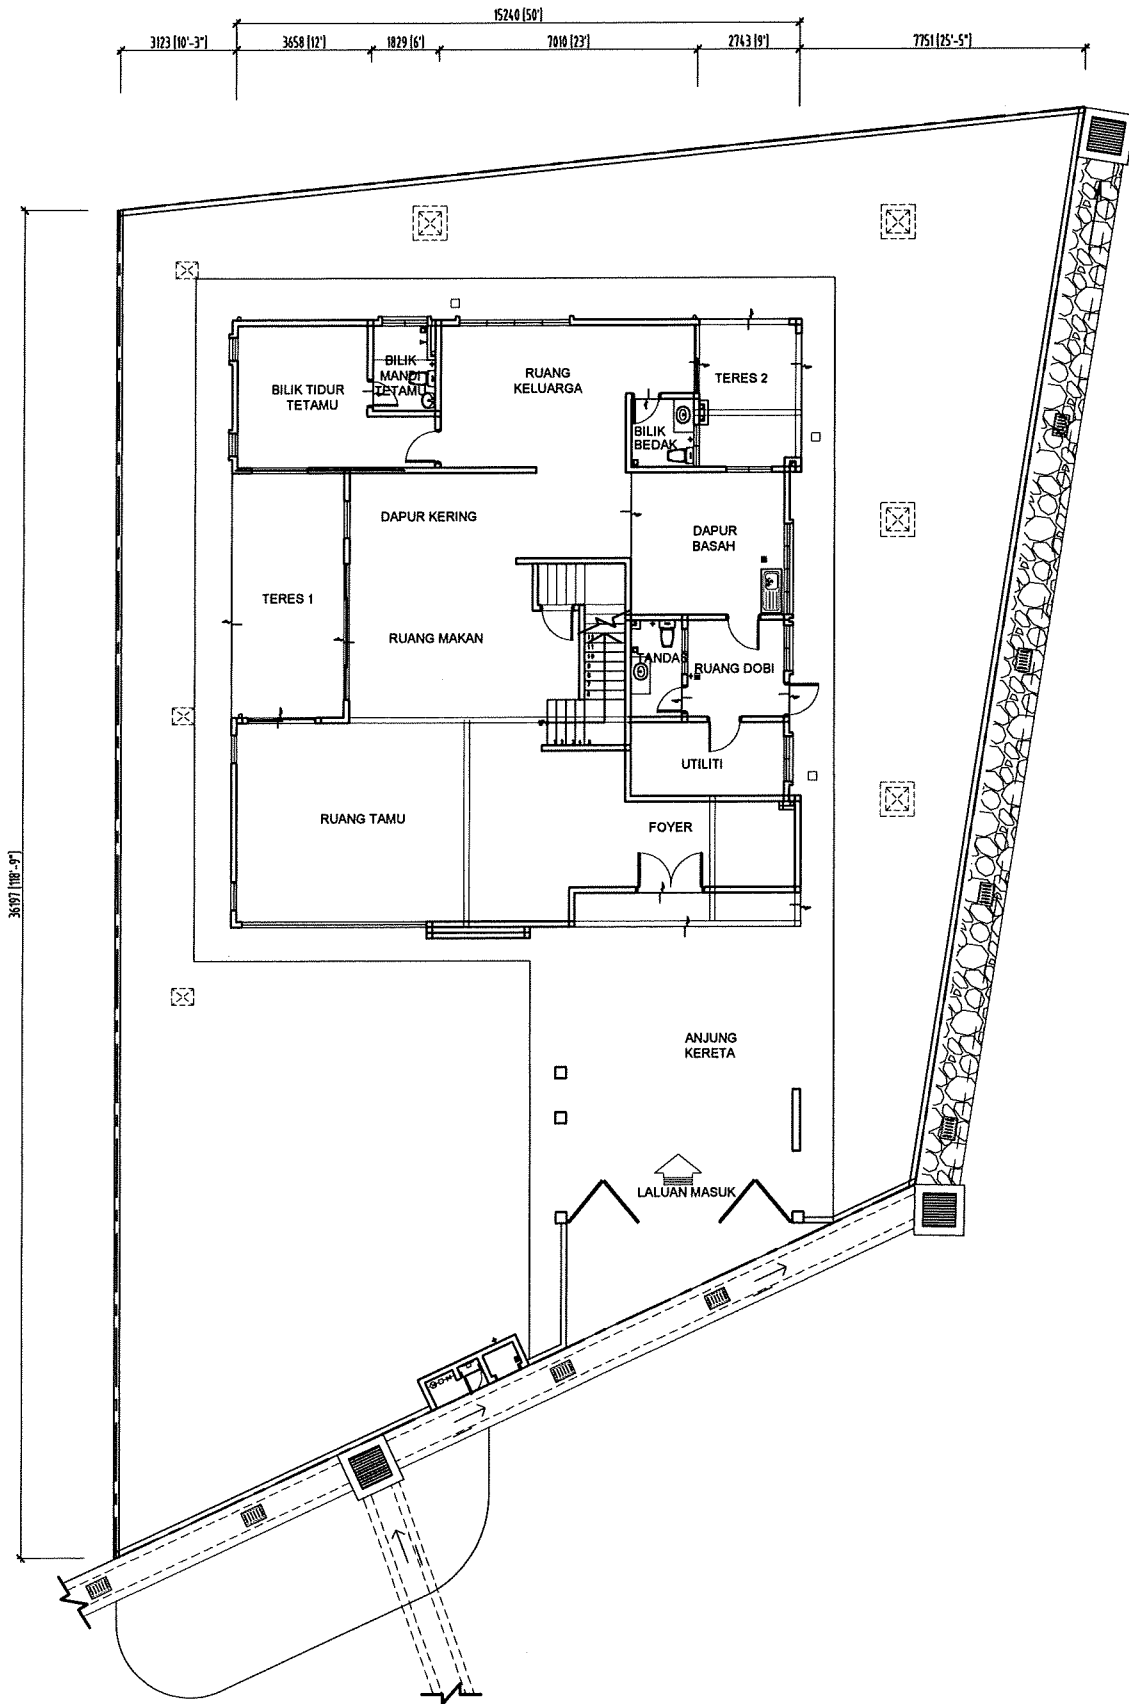 15240 (50')
3123 (10'-3")
3658 (12')
1829 (6')
7010 (23')
2743 (9')
7751 (25'-5")
BILIK
MANDI
TETAMU
BILIK TIDUR
TETAMU
RUANG
KELUARGA
TERES 2
BILIK
BEDAK
DAPUR KERING
DAPUR
BASAH
TERES 1
RUANG MAKAN
TANDAS
RUANG DOBI
UTILITI
RUANG TAMU
FOYER
36197 (118'-9")
ANJUNG
KERETA
LALUAN MASUK